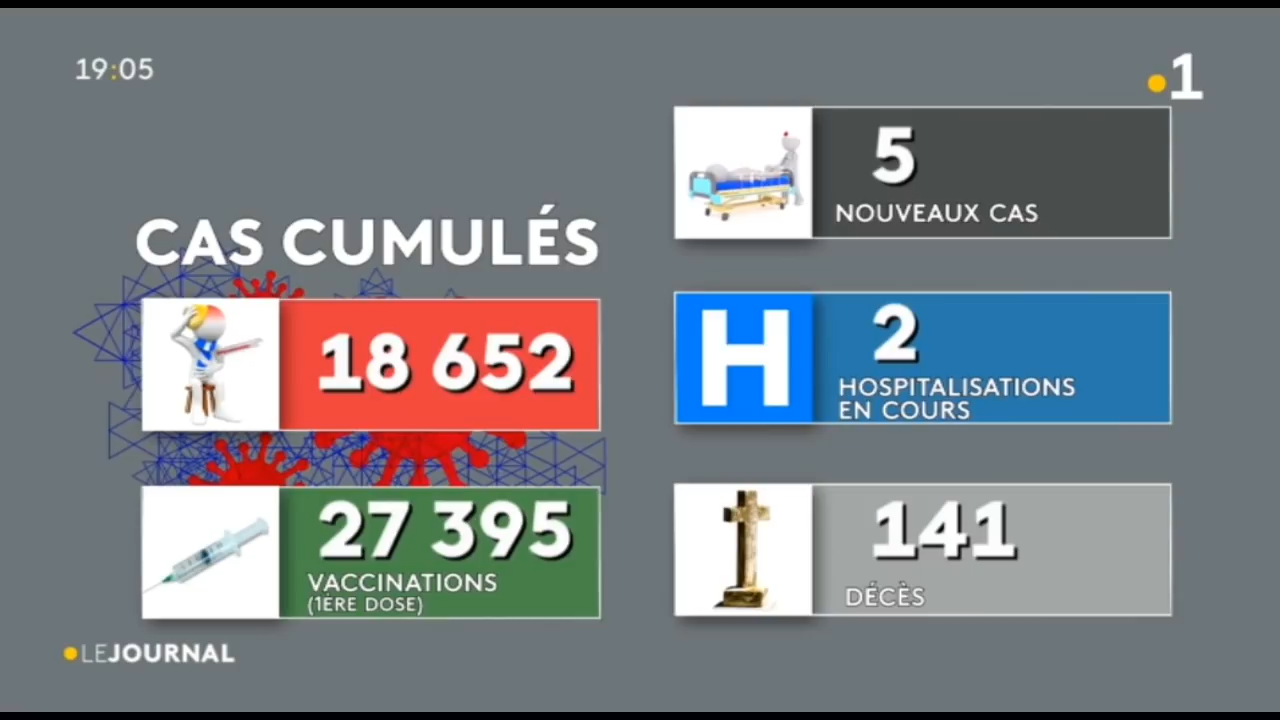 19:05
1
CAS CUMULÉS
18 652
27 395
VACCINATIONS
(1ÈRE DOSE)
5
NOUVEAUX CAS
H
2
HOSPITALISATIONS
EN COURS
141
DÉCÈS
LEJOURNAL